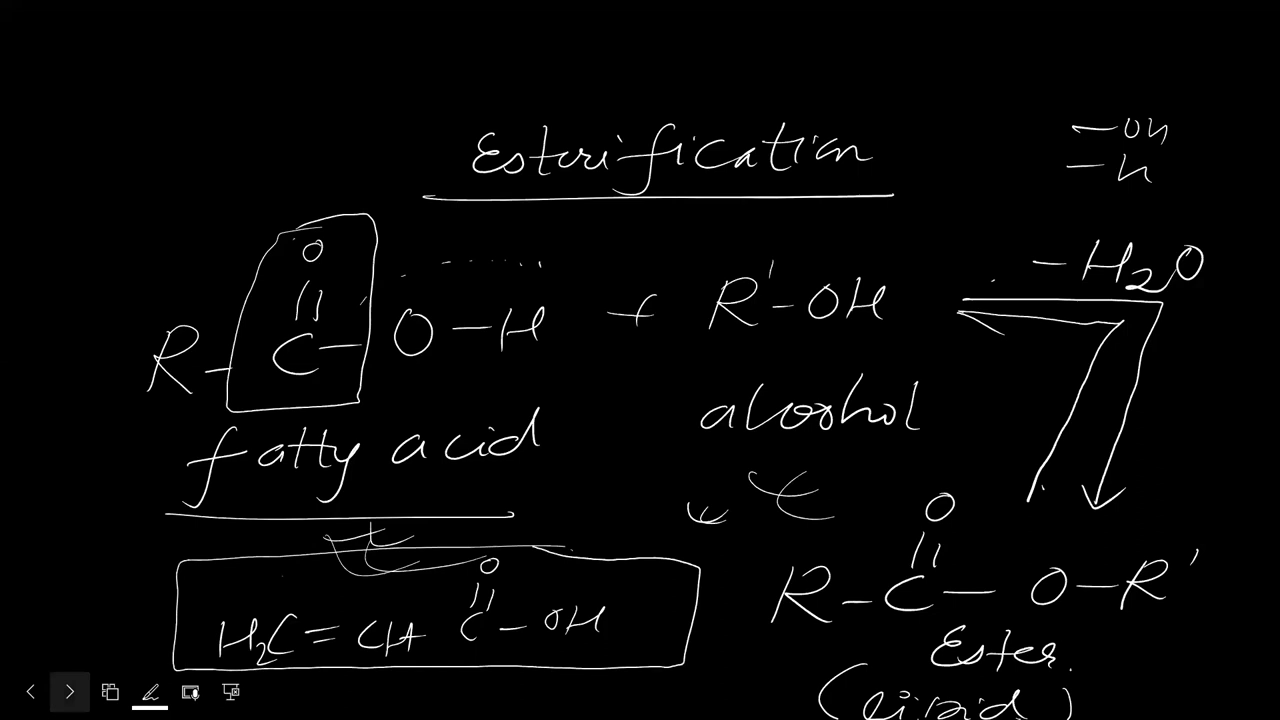 Esterification
-OH
-H
O
||
R-C-O-H + R'-OH
-H2O
fatty acid
alcohol
O
||
H2C=CH C-OH
O
||
R-C-O-R'
Ester.